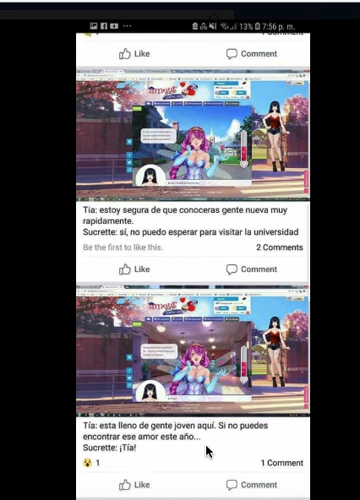 13% 7:56 p. m.
Like Comment
Tía: estoy segura de que conoceras gente nueva muy
rapidamente.
Sucrette: sí, no puedo esperar para visitar la universidad
Be the first to like this. 2 Comments
Like Comment
Tía: esta lleno de gente joven aquí. Si no puedes
encontrar ese amor este año...
Sucrette: ¡Tía!
1 1 Comment
Like Comment